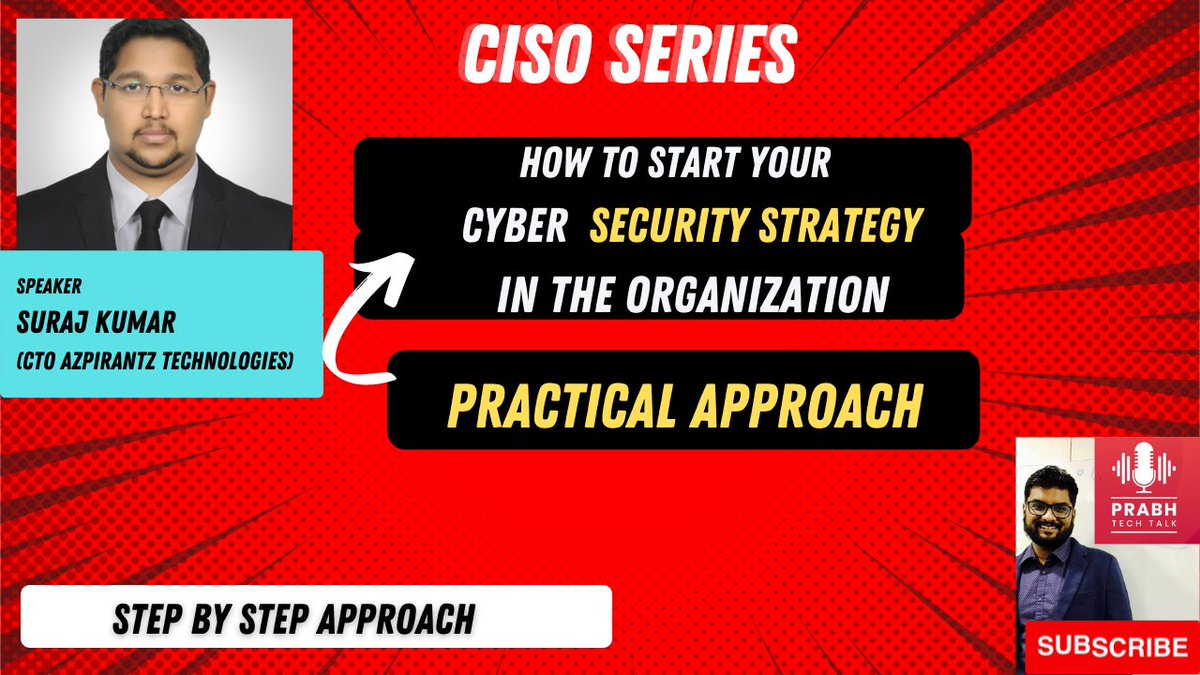 CISO SERIES
HOW TO START YOUR
CYBER SECURITY STRATEGY
IN THE ORGANIZATION
SPEAKER
SURAJ KUMAR
(CTO AZPIRANTZ TECHNOLOGIES)
PRACTICAL APPROACH
PRABH
TECH TALK
STEP BY STEP APPROACH
SUBSCRIBE